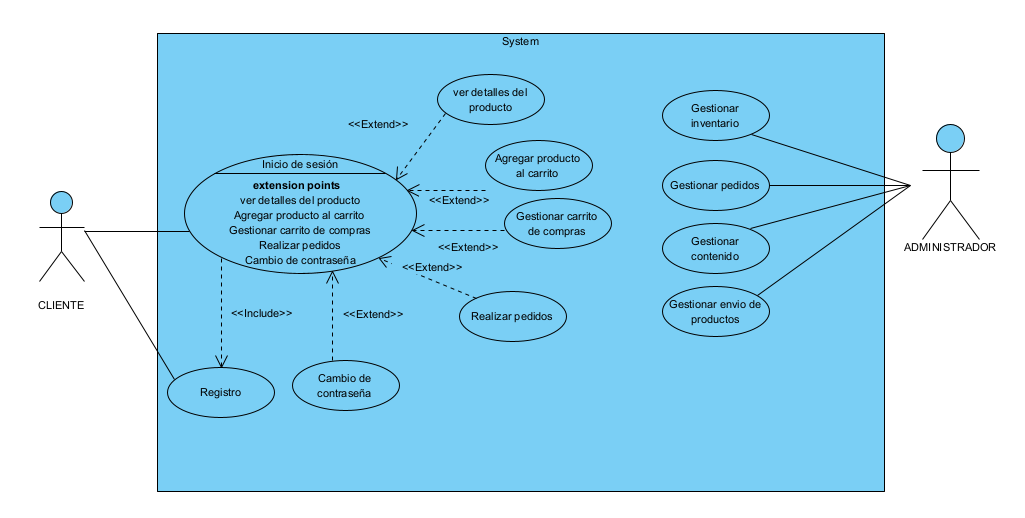 System
ver detalles del
producto
<<Extend>>
Agregar producto
al carrito
<<Extend>>
Gestionar carrito
de compras
<<Extend>>
<<Extend>>
Realizar pedidos
Inicio de sesión
extension points
ver detalles del producto
Agregar producto al carrito
Gestionar carrito de compras
Realizar pedidos
Cambio de contraseña
<<Include>>
<<Extend>>
Registro
Cambio de
contraseña
CLIENTE
Gestionar
inventario
Gestionar pedidos
Gestionar
contenido
Gestionar envio de
productos
ADMINISTRADOR